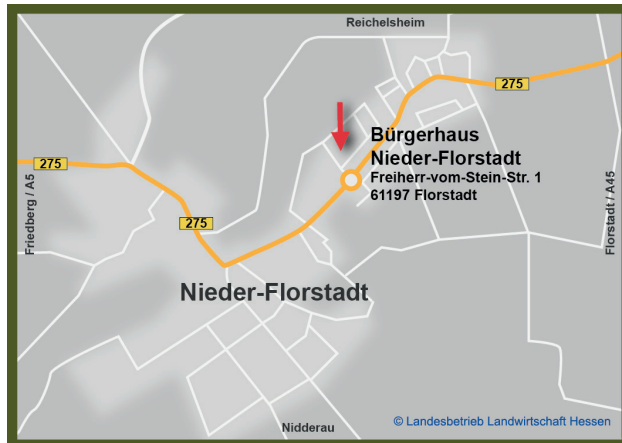 Reichelsheim
275
Bürgerhaus
Nieder-Florstadt
Freiherr-vom-Stein-Str. 1
61197 Florstadt
275
Friedberg / A5
275
Florstadt / A45
Nieder-Florstadt
Nidderau
© Landesbetrieb Landwirtschaft Hessen